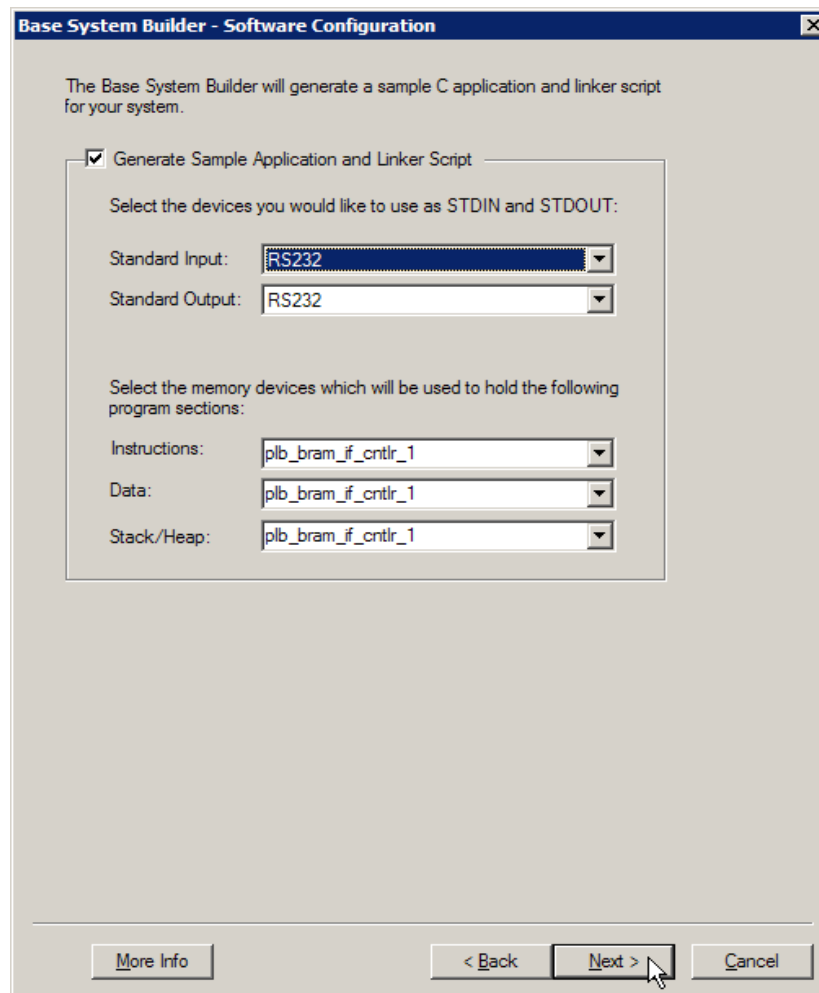 Base System Builder - Software Configuration
The Base System Builder will generate a sample C application and linker script
for your system.
Generate Sample Application and Linker Script
Select the devices you would like to use as STDIN and STDOUT:
Standard Input: RS232
Standard Output: RS232
Select the memory devices which will be used to hold the following
program sections:
Instructions: plb_bram_if_cntlr_1
Data: plb_bram_if_cntlr_1
Stack/Heap: plb_bram_if_cntlr_1
More Info < Back Next > Cancel